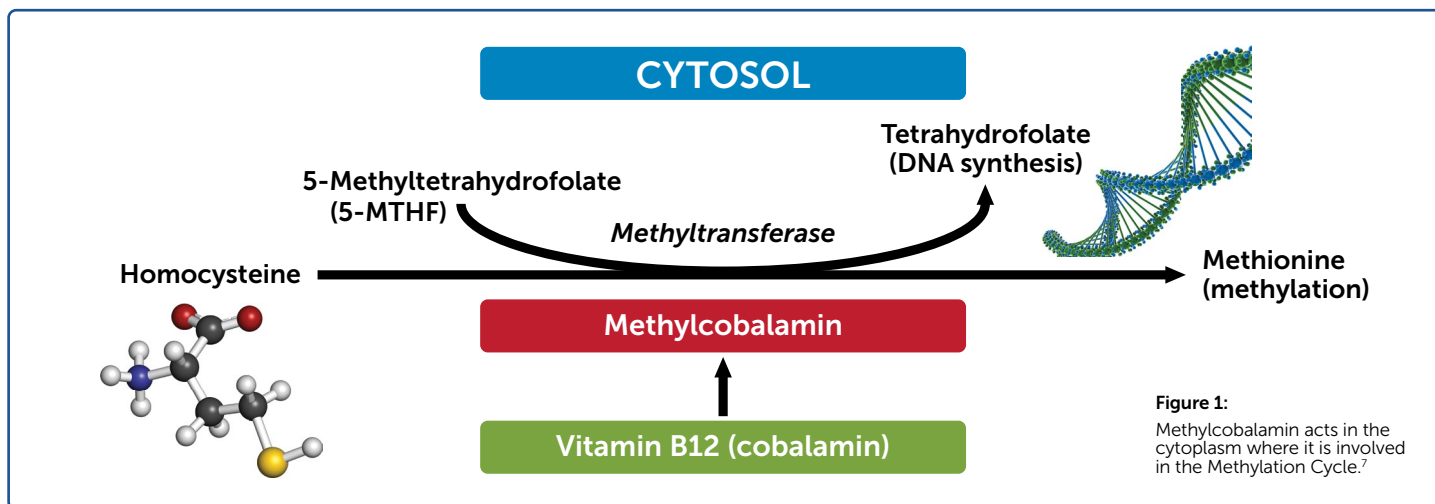 CYTOSOL
Tetrahydrofolate
(DNA synthesis)
5-Methyltetrahydrofolate
(5-MTHF)
Methyltransferase
Homocysteine
Methionine
(methylation)
Methylcobalamin
Vitamin B12 (cobalamin)
Figure 1:
Methylcobalamin acts in the
cytoplasm where it is involved
in the Methylation Cycle.7